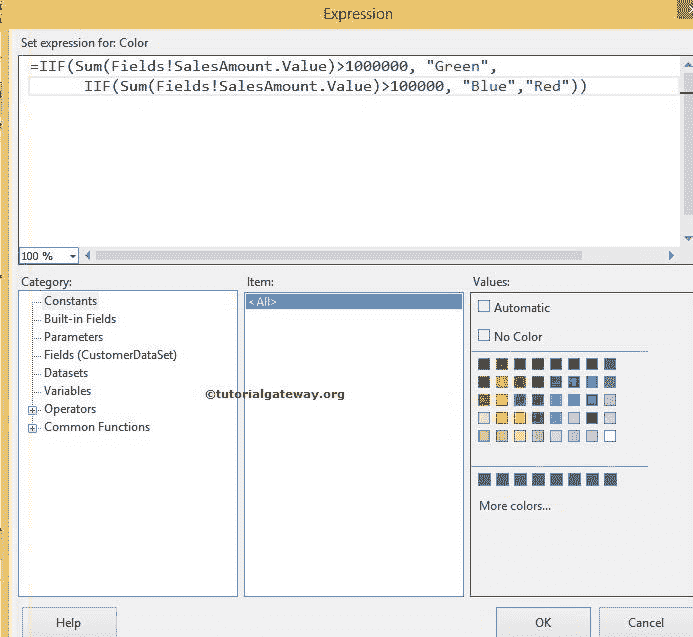 Expression
Set expression for: Color
=IIF(Sum(Fields!SalesAmount.Value)>1000000, "Green",
IIF(Sum(Fields!SalesAmount.Value)>100000, "Blue","Red"))
100 %
Category:
Constants
Built-in Fields
Parameters
Fields (CustomerDataSet)
Datasets
Variables
Operators
Common Functions
Item:
<All>
©tutorialgateway.org
Values:
Automatic
No Color
More colors...
Help
OK
Cancel